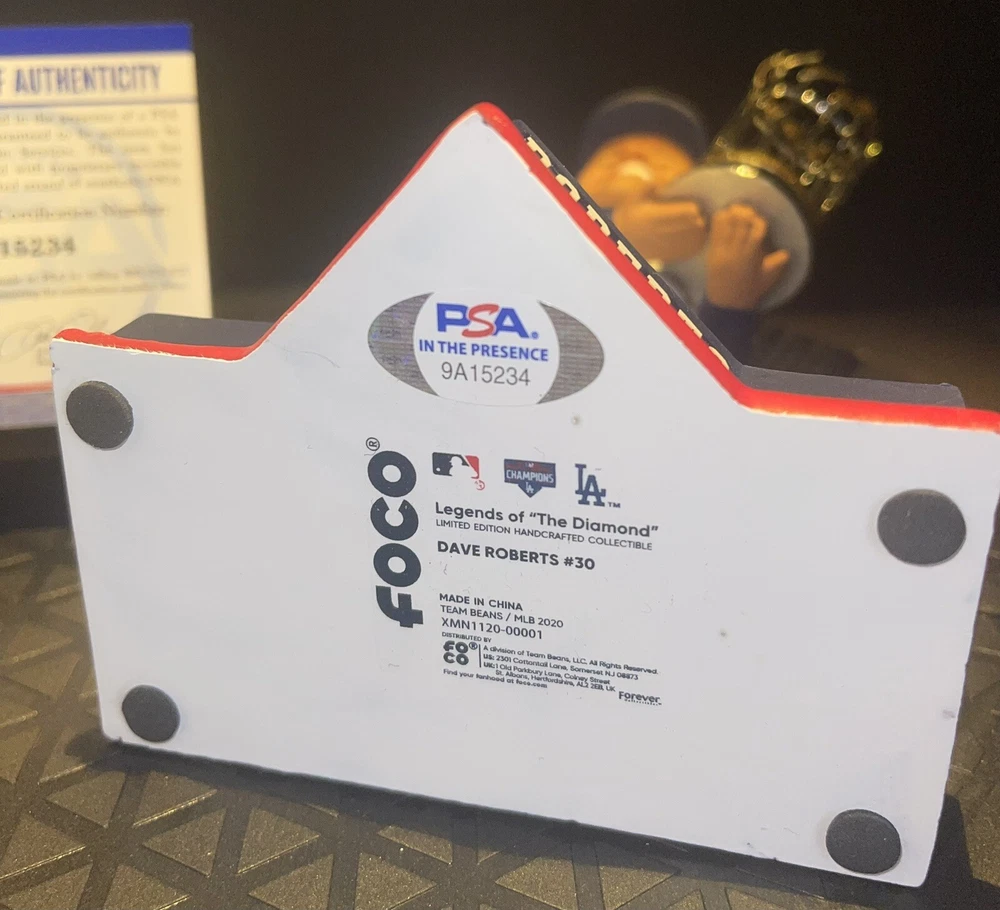 F AUTHENTICITY
Certification Number
15234
ROBERTS
PSA®
IN THE PRESENCE
9A15234
foco®
CHAMPIONS
LA
LA™
Legends of "The Diamond"
LIMITED EDITION HANDCRAFTED COLLECTIBLE
DAVE ROBERTS #30
MADE IN CHINA
TEAM BEANS / MLB 2020
XMN1120-00001
DISTRIBUTED BY
foco®
A division of Team Beans, LLC. All Rights Reserved.
US: 2301 Cottontail Lane, Somerset NJ 08873
UK: 1 Old Parkbury Lane, Colney Street
St. Albans, Hertfordshire, AL2 2EB, UK
Find your fanhood at foco.com
Forever